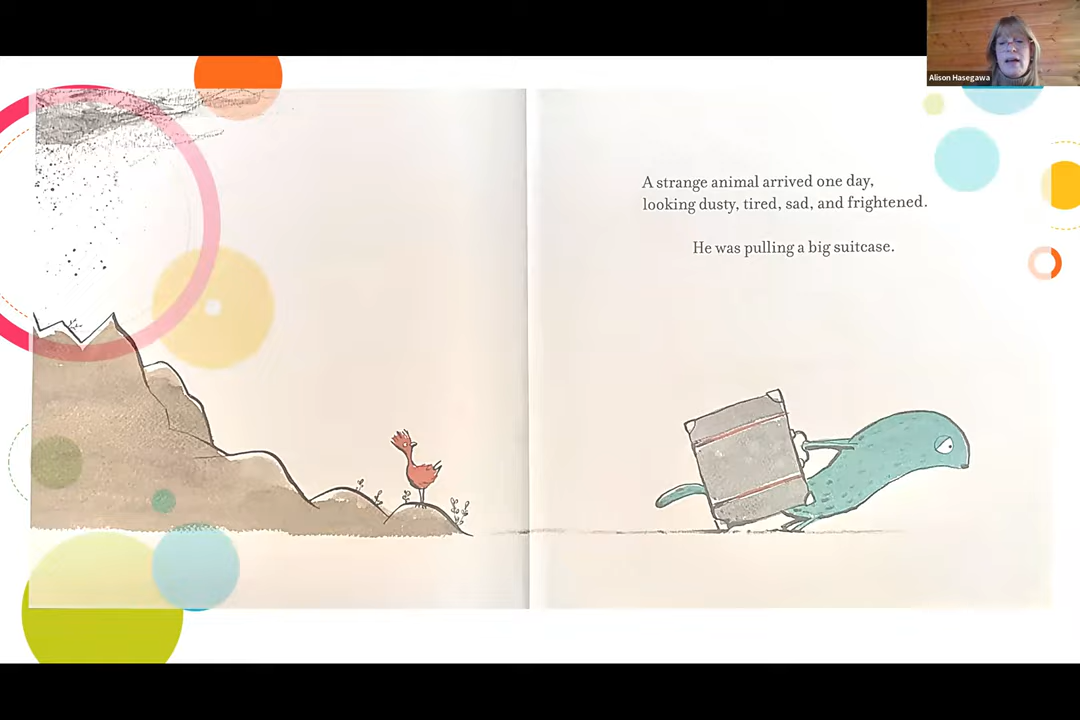 Alison Hasegawa
A strange animal arrived one day,
looking dusty, tired, sad, and frightened.
He was pulling a big suitcase.